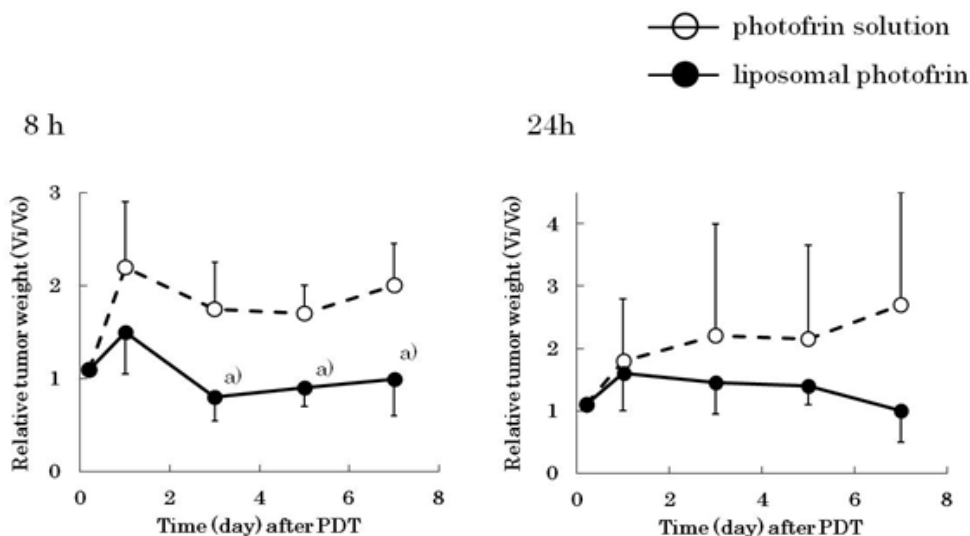 photofrin solution
liposomal photofrin
8 h
24h
Relative tumor weight (Vi/Vo)
3
2
1
0
a)
a)
a)
0
2
4
6
8
Time (day) after PDT
Relative tumor weight (Vi/Vo)
4
3
2
1
0
0
2
4
6
8
Time (day) after PDT